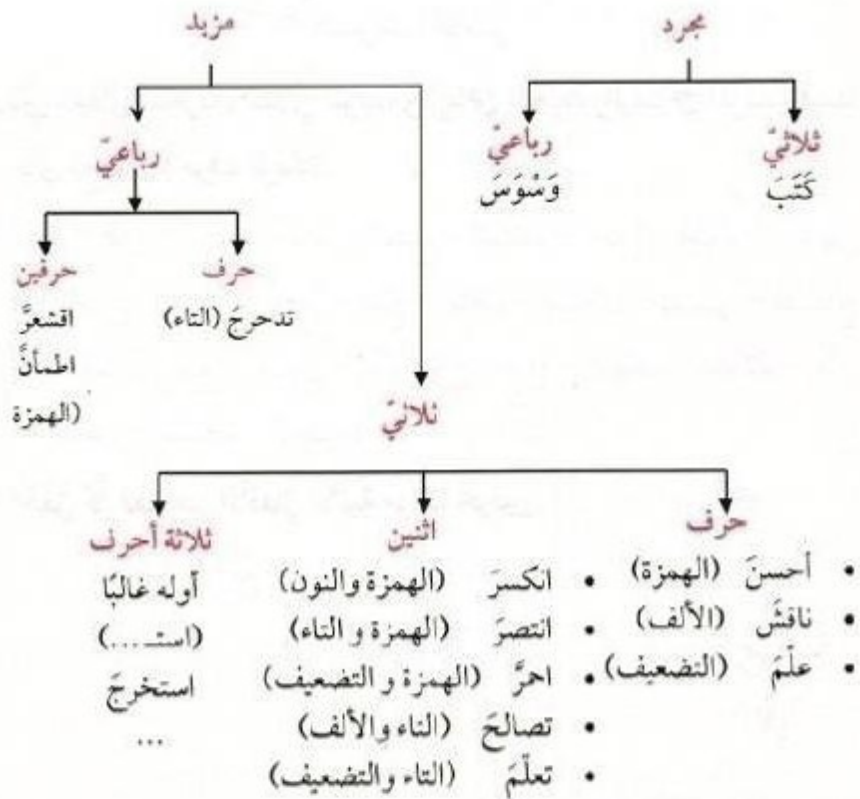 مجرد
ثلاثيّ
كَتَبَ
رباعيّ
وَسْوَسَ
مزيد
رباعيّ
حرف
تدحرجَ (التاء)
حرفين
اقشعرَّ
اطمأنَّ
(الهمزة
ثلاثيّ
حرف
• أحسنَ (الهمزة)
• ناقشَ (الألف)
• علّمَ (التضعيف)
اثنين
• انكسرَ (الهمزة والنون)
• انتصرَ (الهمزة و التاء)
• احمرَّ (الهمزة و التضعيف)
• تصالحَ (التاء والألف)
• تعلّمَ (التاء والتضعيف)
ثلاثة أحرف
أوله غالبًا
(استـ ....)
استخرجَ
...